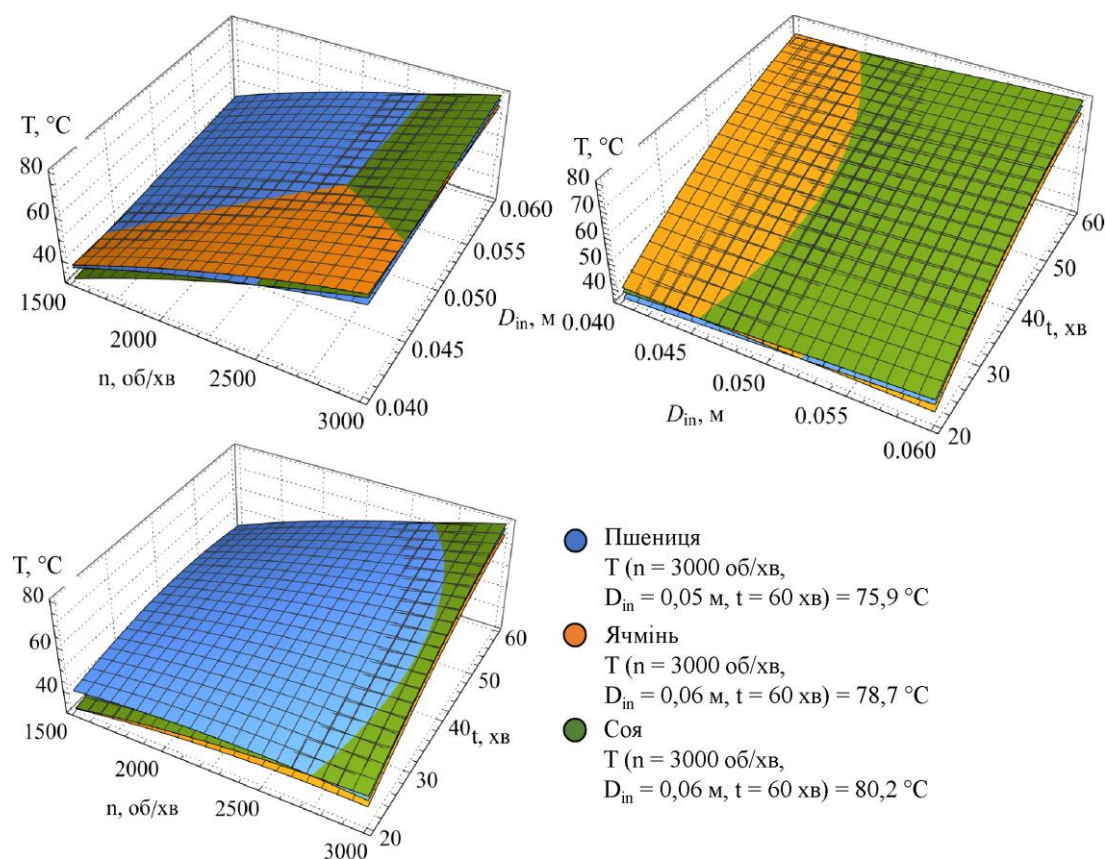 T, °C
80
60
40
1500
2000
n, об/хв
2500
3000
0.040
0.045
D_in, м
0.050
0.055
0.060
T, °C
80
70
60
50
40
0.040
0.045
0.050
D_in, м
0.055
0.060
20
30
40
t, хв
50
60
T, °C
80
60
40
1500
2000
n, об/хв
2500
3000
20
30
40
t, хв
50
60
Пшениця
T (n = 3000 об/хв,
D_in = 0,05 м, t = 60 хв) = 75,9 °C
Ячмінь
T (n = 3000 об/хв,
D_in = 0,06 м, t = 60 хв) = 78,7 °C
Соя
T (n = 3000 об/хв,
D_in = 0,06 м, t = 60 хв) = 80,2 °C